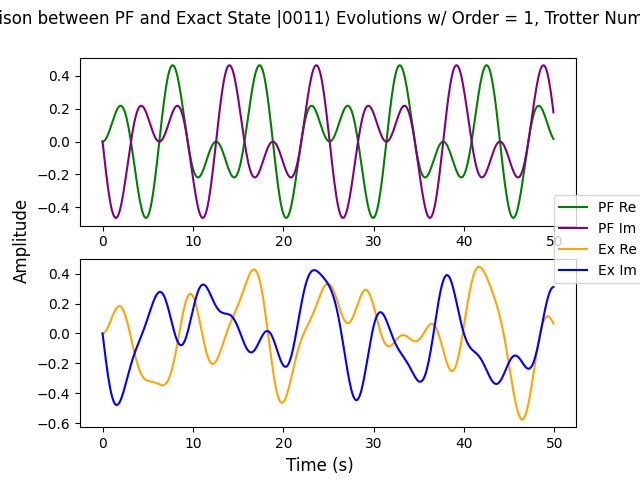 ison between PF and Exact State |0011⟩ Evolutions w/ Order = 1, Trotter Num
0.4
0.2
0.0
−0.2
−0.4
0 10 20 30 40 50
PF Re
PF Im
Ex Re
Ex Im
Amplitude
0.4
0.2
0.0
−0.2
−0.4
−0.6
0 10 20 30 40 50
Time (s)